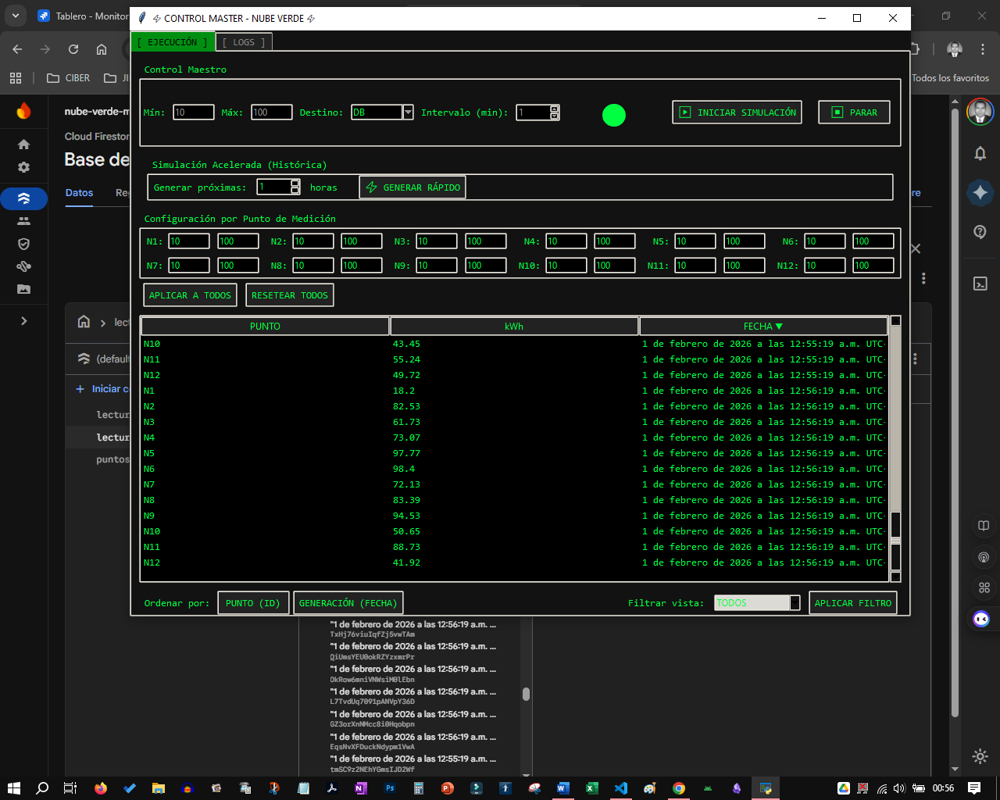 Tablero - Monitor
CONTROL MASTER - NUBE VERDE
[ EJECUCIÓN ] [ LOGS ]
CIBER
Todos los favoritos
nube-verde-m
Cloud Firestor
Base de
Datos
Control Maestro
Mín: 10 Máx: 100 Destino: DB Intervalo (min): 1 INICIAR SIMULACIÓN PARAR
Simulación Acelerada (Histórica)
Generar próximas: 1 horas GENERAR RÁPIDO
Configuración por Punto de Medición
N1: 10 100 N2: 10 100 N3: 10 100 N4: 10 100 N5: 10 100 N6: 10 100
N7: 10 100 N8: 10 100 N9: 10 100 N10: 10 100 N11: 10 100 N12: 10 100
APLICAR A TODOS RESETEAR TODOS
PUNTO kWh FECHA ▼
N10 43.45 1 de febrero de 2026 a las 12:55:19 a.m. UTC-
N11 55.24 1 de febrero de 2026 a las 12:55:19 a.m. UTC-
N12 49.72 1 de febrero de 2026 a las 12:55:19 a.m. UTC-
N1 18.2 1 de febrero de 2026 a las 12:56:19 a.m. UTC-
N2 82.53 1 de febrero de 2026 a las 12:56:19 a.m. UTC-
N3 61.73 1 de febrero de 2026 a las 12:56:19 a.m. UTC-
N4 73.07 1 de febrero de 2026 a las 12:56:19 a.m. UTC-
N5 97.77 1 de febrero de 2026 a las 12:56:19 a.m. UTC-
N6 98.4 1 de febrero de 2026 a las 12:56:19 a.m. UTC-
N7 72.13 1 de febrero de 2026 a las 12:56:19 a.m. UTC-
N8 83.39 1 de febrero de 2026 a las 12:56:19 a.m. UTC-
N9 94.53 1 de febrero de 2026 a las 12:56:19 a.m. UTC-
N10 50.65 1 de febrero de 2026 a las 12:56:19 a.m. UTC-
N11 88.73 1 de febrero de 2026 a las 12:56:19 a.m. UTC-
N12 41.92 1 de febrero de 2026 a las 12:56:19 a.m. UTC-
Ordenar por: PUNTO (ID) GENERACIÓN (FECHA) Filtrar vista: TODOS APLICAR FILTRO
lect
(default
+ Iniciar c
lectur
lectur
puntos
"1 de febrero de 2026 a las 12:56:19 a.m. ...
TxHj76viuIqfZj5vwTAm
"1 de febrero de 2026 a las 12:56:19 a.m. ...
QiUmsYEU0okRZYzxmrPr
"1 de febrero de 2026 a las 12:56:19 a.m. ...
OkRow6mniVNWsiM0lEbn
"1 de febrero de 2026 a las 12:56:19 a.m. ...
L7TvdUq7091pANVpY36D
"1 de febrero de 2026 a las 12:56:19 a.m. ...
GZ3orXnNMcc8i0Hqobpn
"1 de febrero de 2026 a las 12:56:19 a.m. ...
EqsNvXFDuckNdypm1VwA
"1 de febrero de 2026 a las 12:55:19 a.m. ...
tmSC9z2NEhYGmsIJD2Wf
00:56